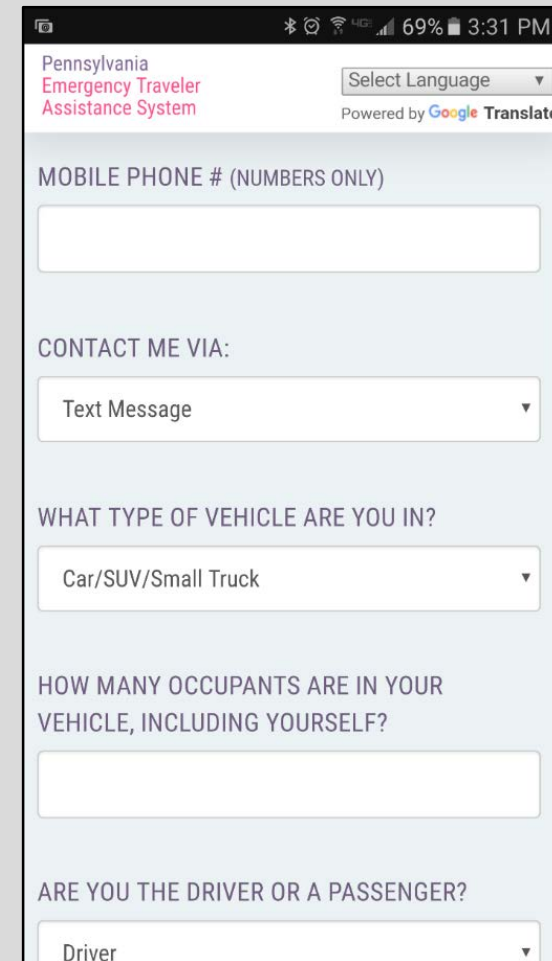 69% 3:31 PM
Pennsylvania
Emergency Traveler
Assistance System
Select Language
Powered by Google Translate
MOBILE PHONE # (NUMBERS ONLY)
CONTACT ME VIA:
Text Message
WHAT TYPE OF VEHICLE ARE YOU IN?
Car/SUV/Small Truck
HOW MANY OCCUPANTS ARE IN YOUR
VEHICLE, INCLUDING YOURSELF?
ARE YOU THE DRIVER OR A PASSENGER?
Driver